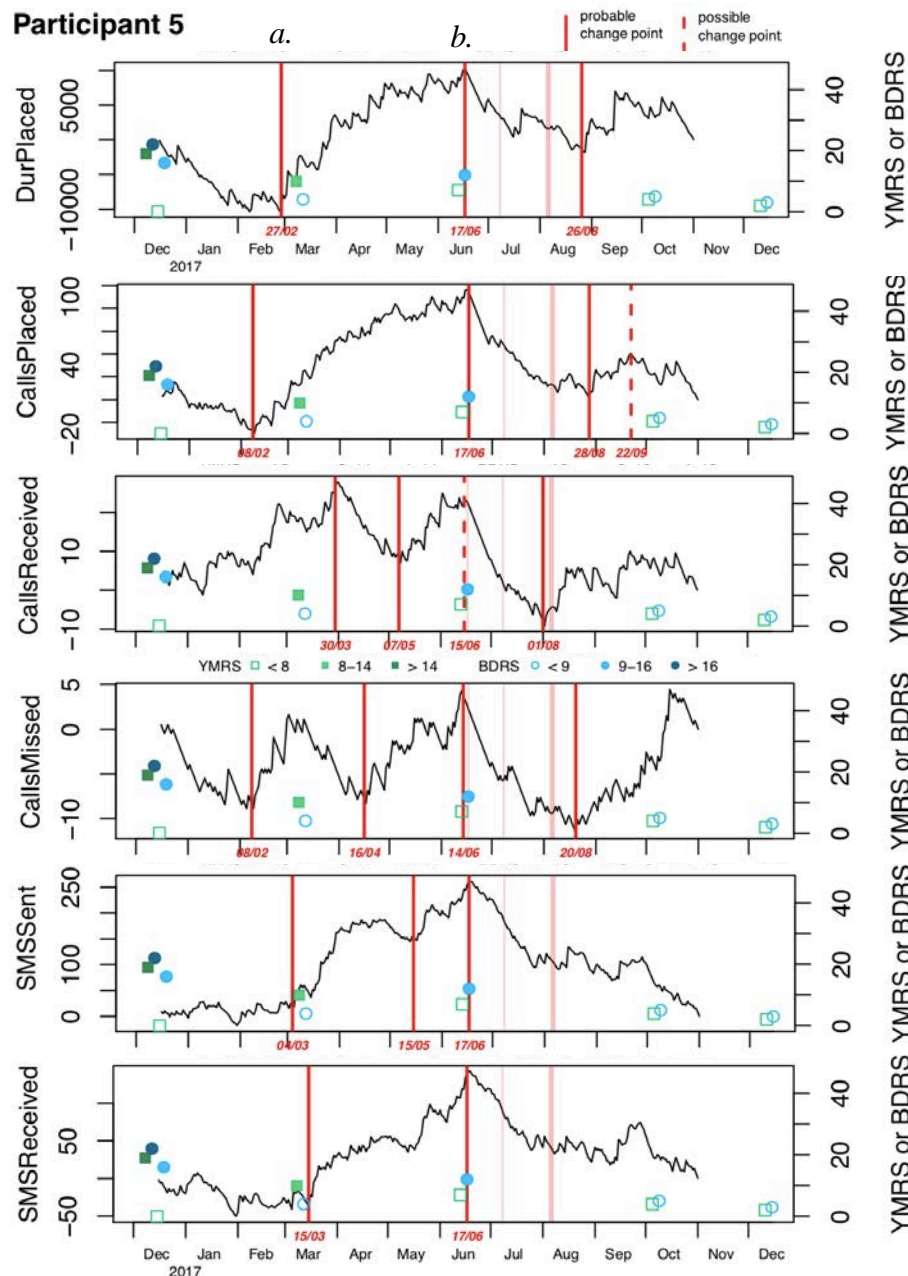 Participant 5
a.
b.
probable change point
possible change point
DurPlaced
5000
−10000
40
20
0
YMRS or BDRS
27/02
17/06
26/08
Dec Jan Feb Mar Apr May Jun Jul Aug Sep Oct Nov Dec
2017
CallsPlaced
100
40
−20
40
20
0
YMRS or BDRS
08/02
17/06
28/08
22/09
CallsReceived
10
−10
40
20
0
YMRS or BDRS
30/03
07/05
15/06
01/08
YMRS < 8 8−14 > 14 BDRS < 9 9−16 > 16
CallsMissed
5
0
−10
40
20
0
YMRS or BDRS
08/02
16/04
14/06
20/08
SMSSent
250
100
0
40
20
0
YMRS or BDRS
04/03
15/05
17/06
SMSReceived
50
−50
40
20
0
YMRS or BDRS
15/03
17/06
Dec Jan Feb Mar Apr May Jun Jul Aug Sep Oct Nov Dec
2017